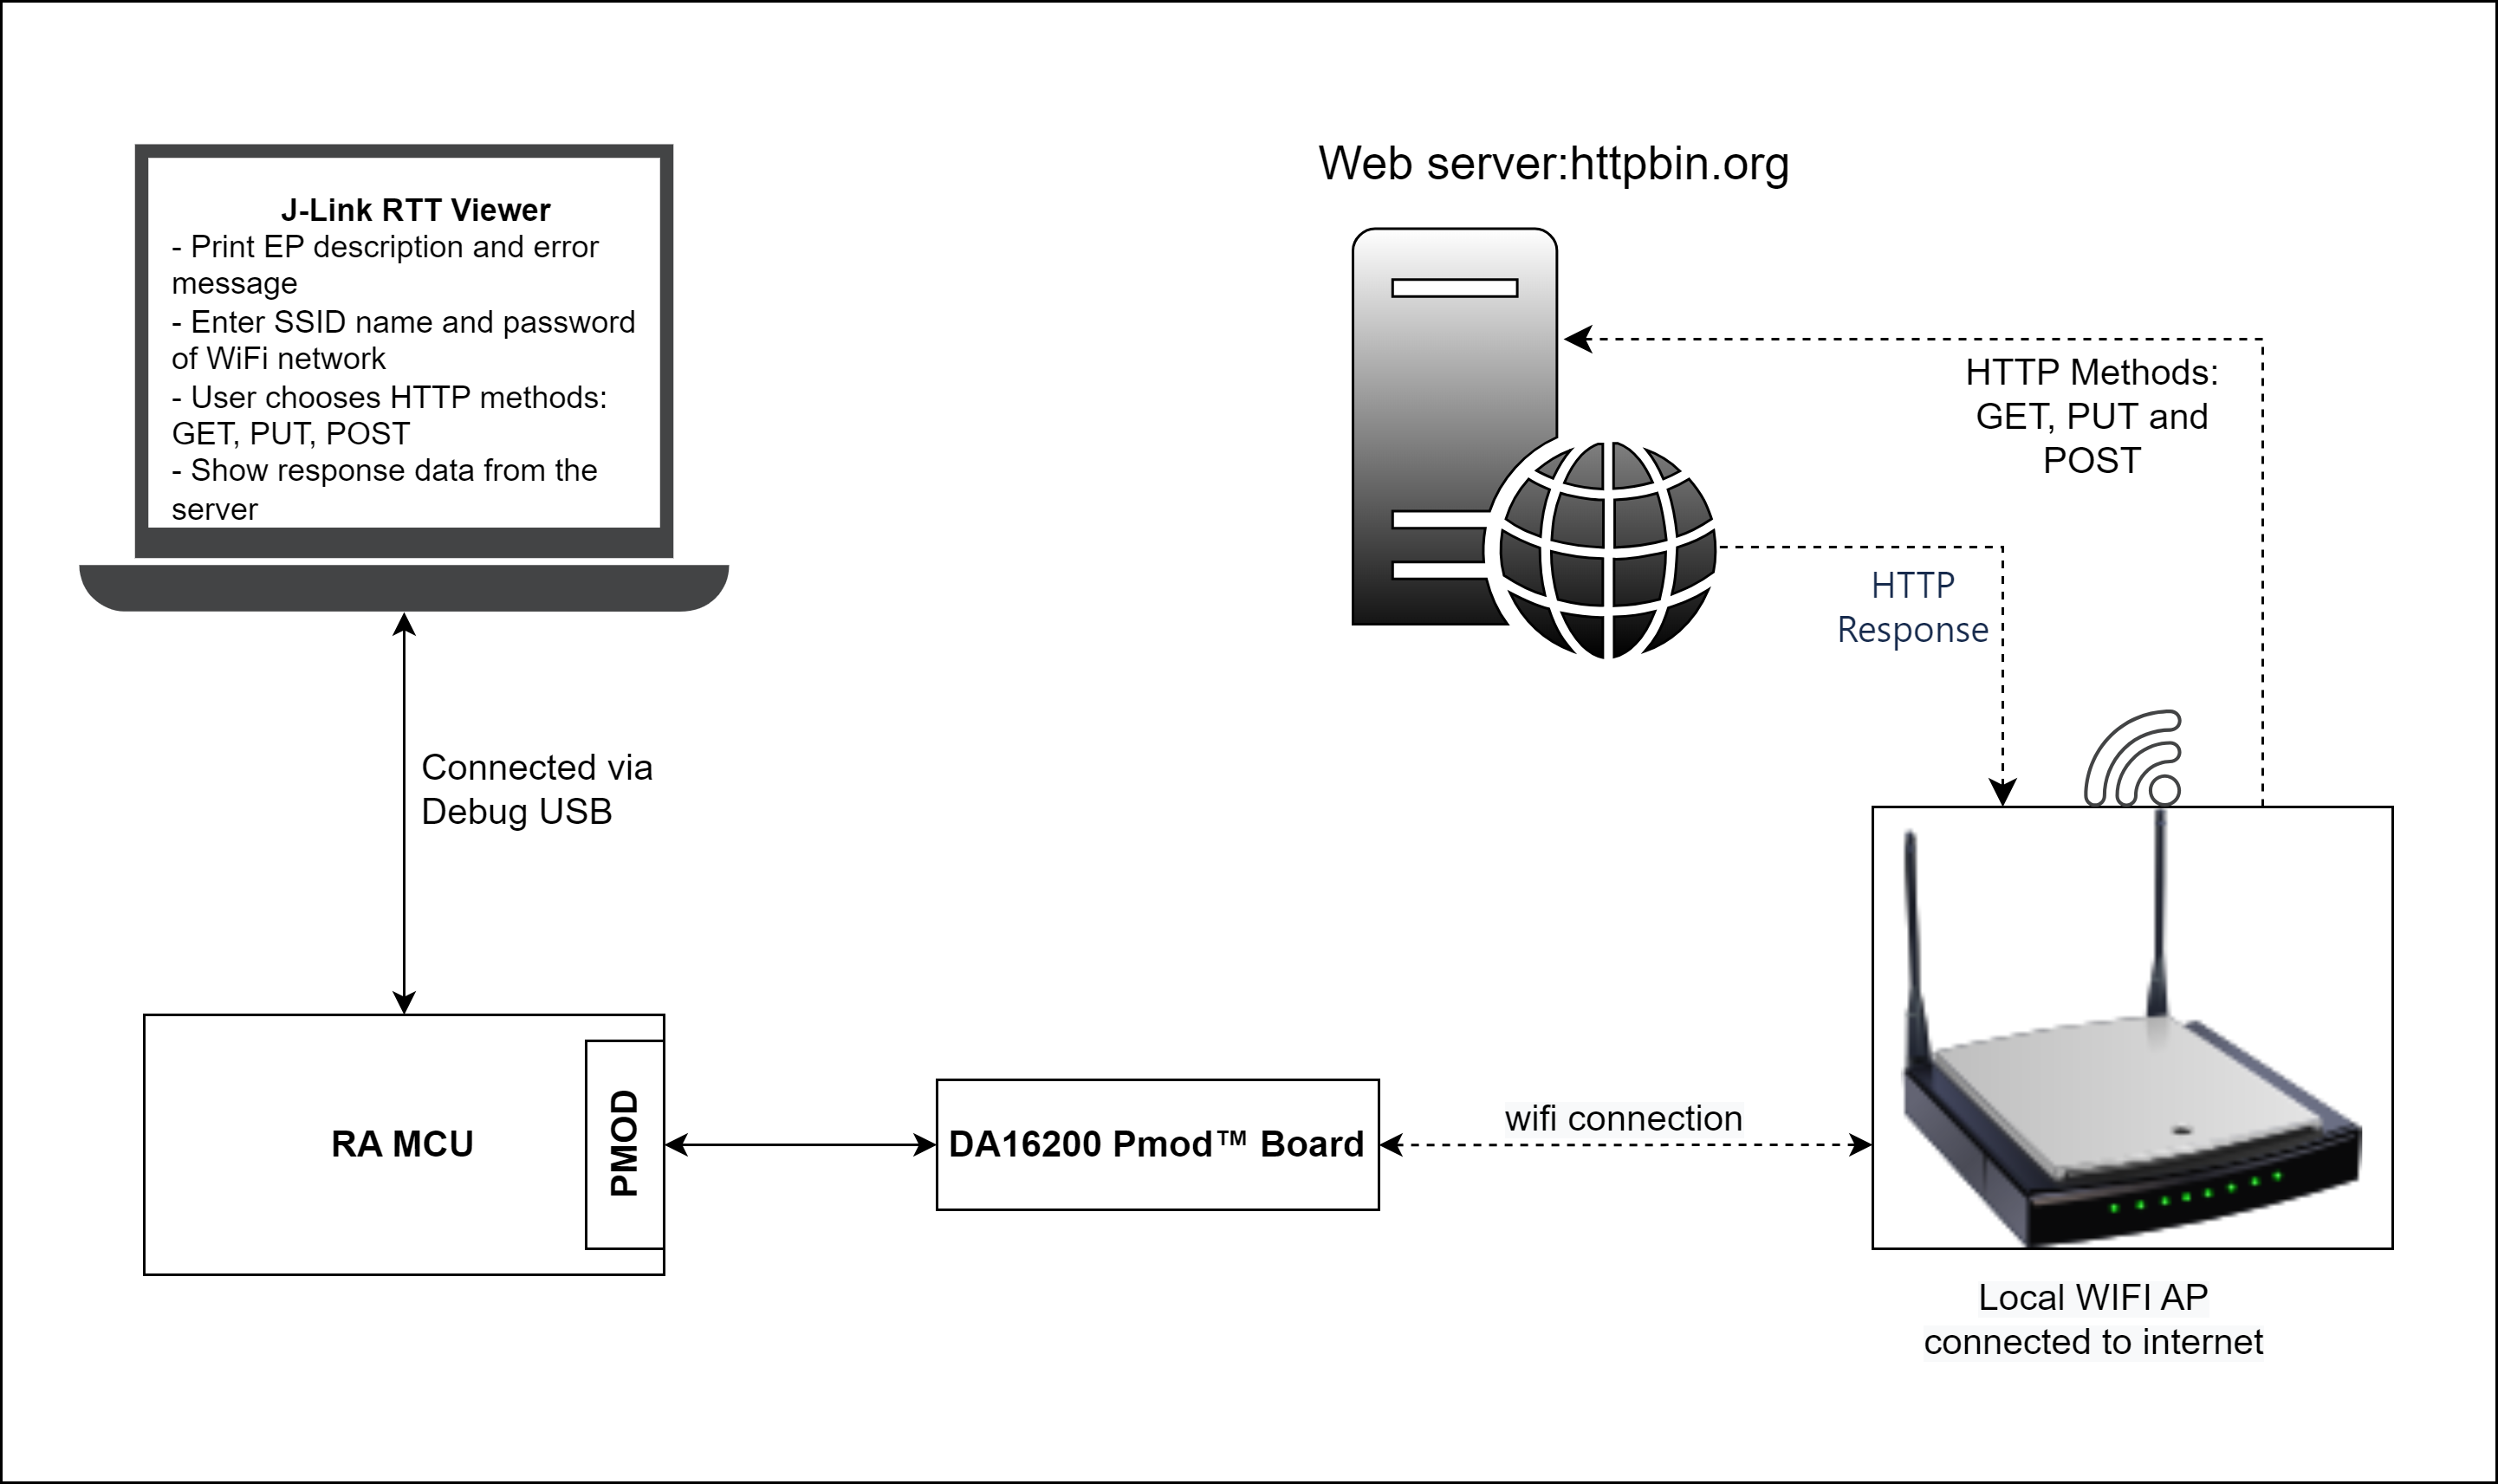 J-Link RTT Viewer
- Print EP description and error
message
- Enter SSID name and password
of WiFi network
- User chooses HTTP methods:
GET, PUT, POST
- Show response data from the
server
Web server:httpbin.org
HTTP Methods:
GET, PUT and
POST
HTTP
Response
Connected via
Debug USB
RA MCU
PMOD
DA16200 Pmod™ Board
wifi connection
Local WIFI AP
connected to internet